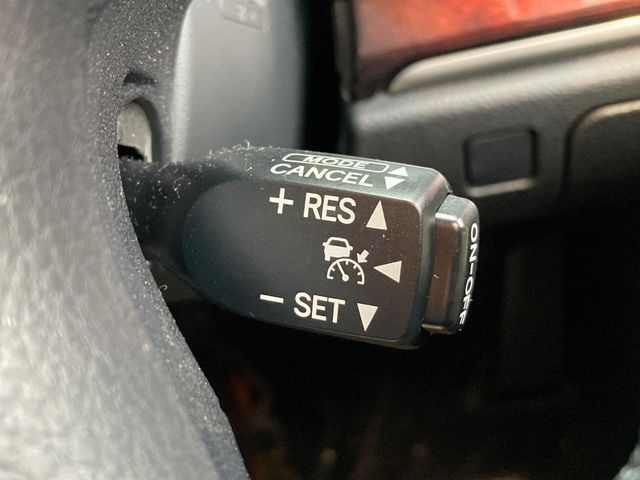 MODE
CANCEL
+ RES
− SET
ON-OFF